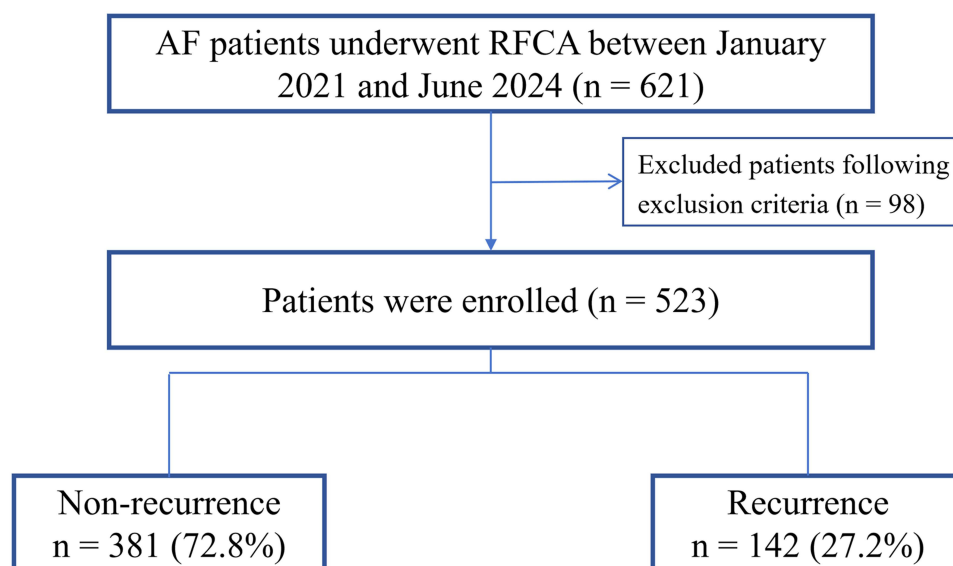 AF patients underwent RFCA between January
2021 and June 2024 (n = 621)
Excluded patients following
exclusion criteria (n = 98)
Patients were enrolled (n = 523)
Non-recurrence
n = 381 (72.8%)
Recurrence
n = 142 (27.2%)